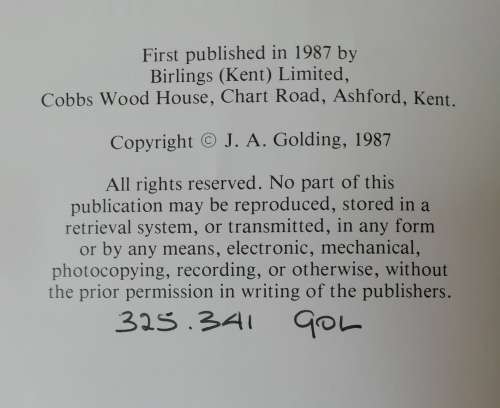 First published in 1987 by
Birlings (Kent) Limited,
Cobbs Wood House, Chart Road, Ashford, Kent.
Copyright © J. A. Golding, 1987
All rights reserved. No part of this
publication may be reproduced, stored in a
retrieval system, or transmitted, in any form
or by any means, electronic, mechanical,
photocopying, recording, or otherwise, without
the prior permission in writing of the publishers.
325.341 GOL